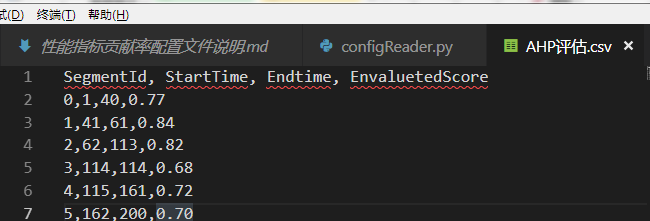 试(D) 终端(T) 帮助(H)
性能指标贡献率配置文件说明.md configReader.py AHP评估.csv ×
1 SegmentId, StartTime, Endtime, EnvaluetedScore
2 0,1,40,0.77
3 1,41,61,0.84
4 2,62,113,0.82
5 3,114,114,0.68
6 4,115,161,0.72
7 5,162,200,0.70